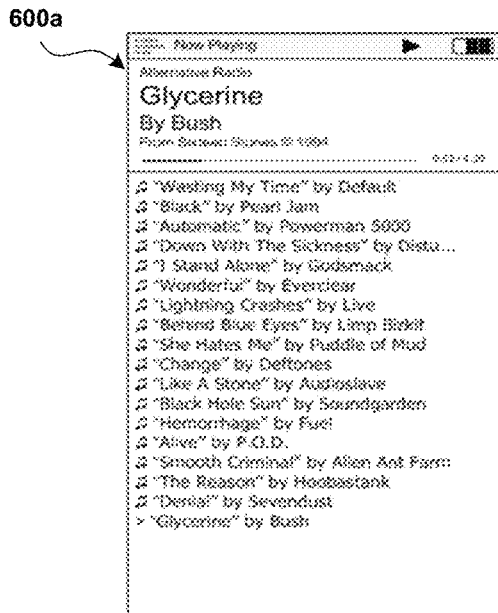 600a
Now Playing
Alternative Radio
Glycerine
By Bush
From Sixteen Stones © 1994
♫ "Wasting My Time" by Default
♫ "Black" by Pearl Jam
♫ "Automatic" by Powerman 5000
♫ "Down With The Sickness" by Distu...
♫ "I Stand Alone" by Godsmack
♫ "Wonderful" by Everclear
♫ "Lightning Crashes" by Live
♫ "Behind Blue Eyes" by Limp Bizkit
♫ "She Hates Me" by Puddle of Mud
♫ "Change" by Deftones
♫ "Like A Stone" by Audioslave
♫ "Black Hole Sun" by Soundgarden
♫ "Hemorrhage" by Fuel
♫ "Alive" by P.O.D.
♫ "Smooth Criminal" by Alien Ant Farm
♫ "The Reason" by Hoobastank
♫ "Denial" by Sevendust
> "Glycerine" by Bush